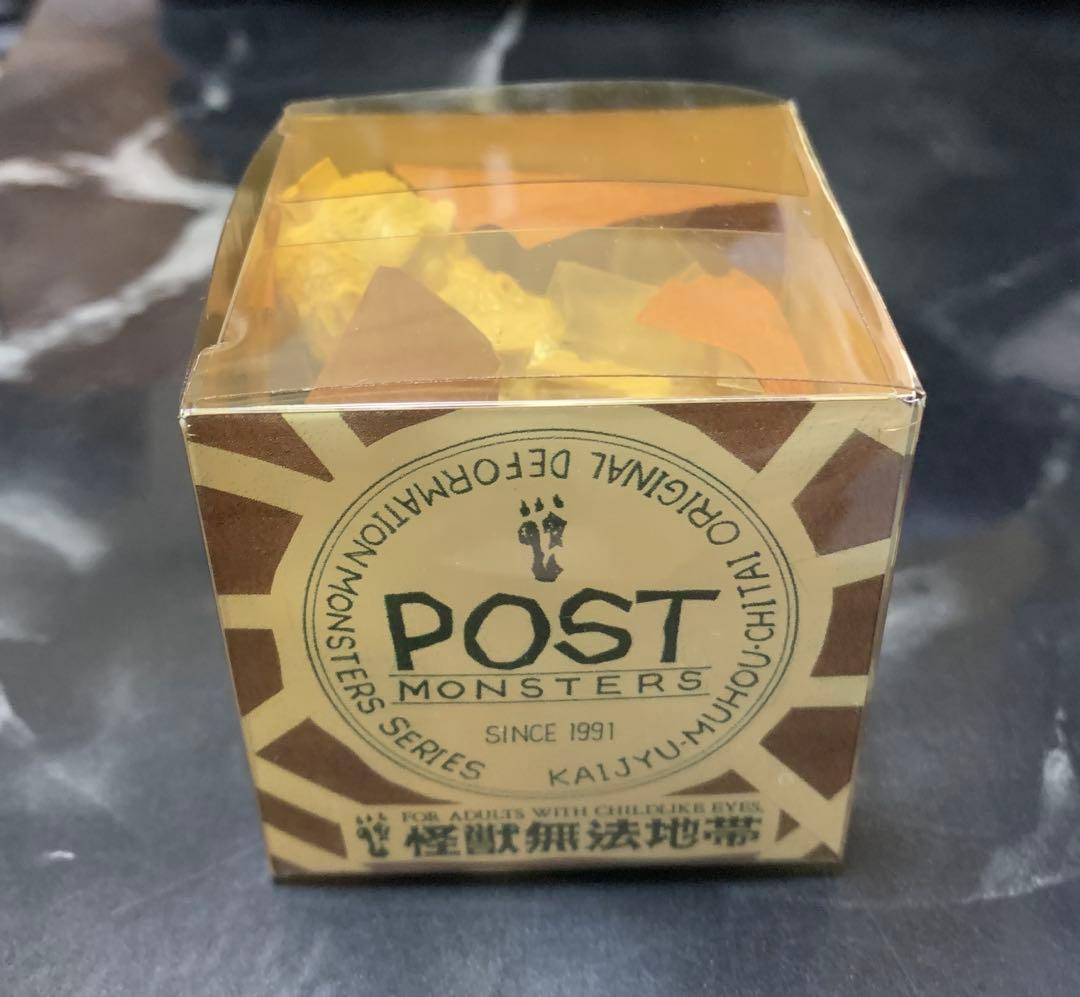 KAIJYU-MUHOU-CHITAI ORIGINAL DEFORMATION MONSTERS SERIES
POST
MONSTERS
SINCE 1991
FOR ADULTS WITH CHILDLIKE EYES.
怪獣無法地帯